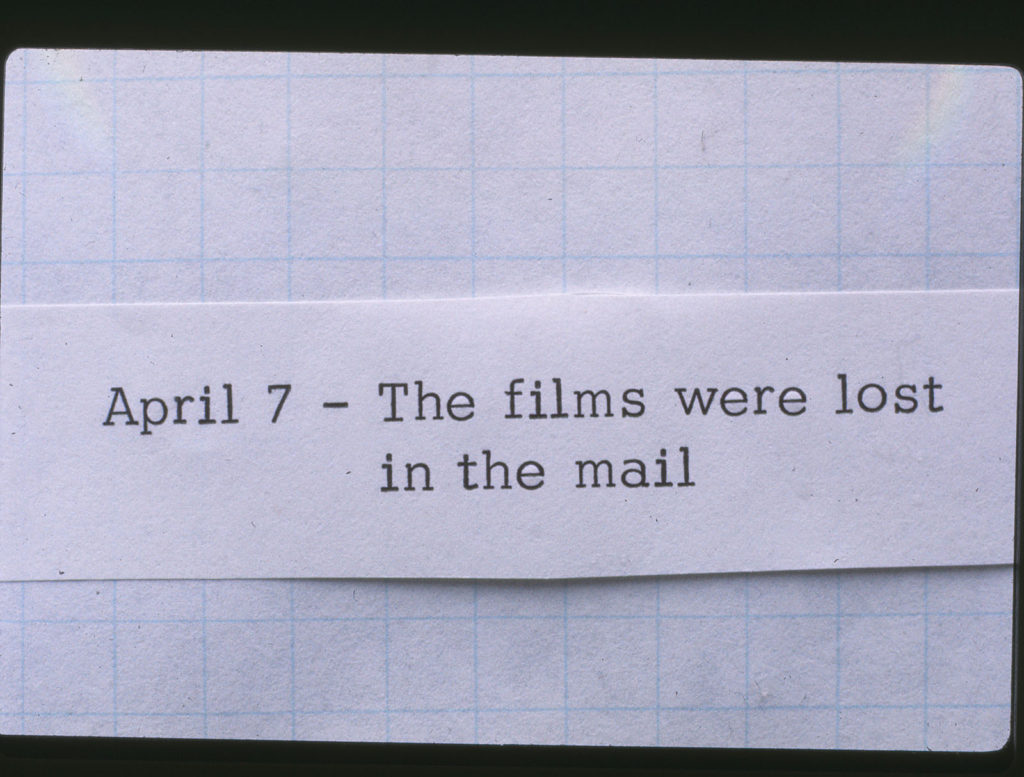 April 7 - The films were lost
in the mail